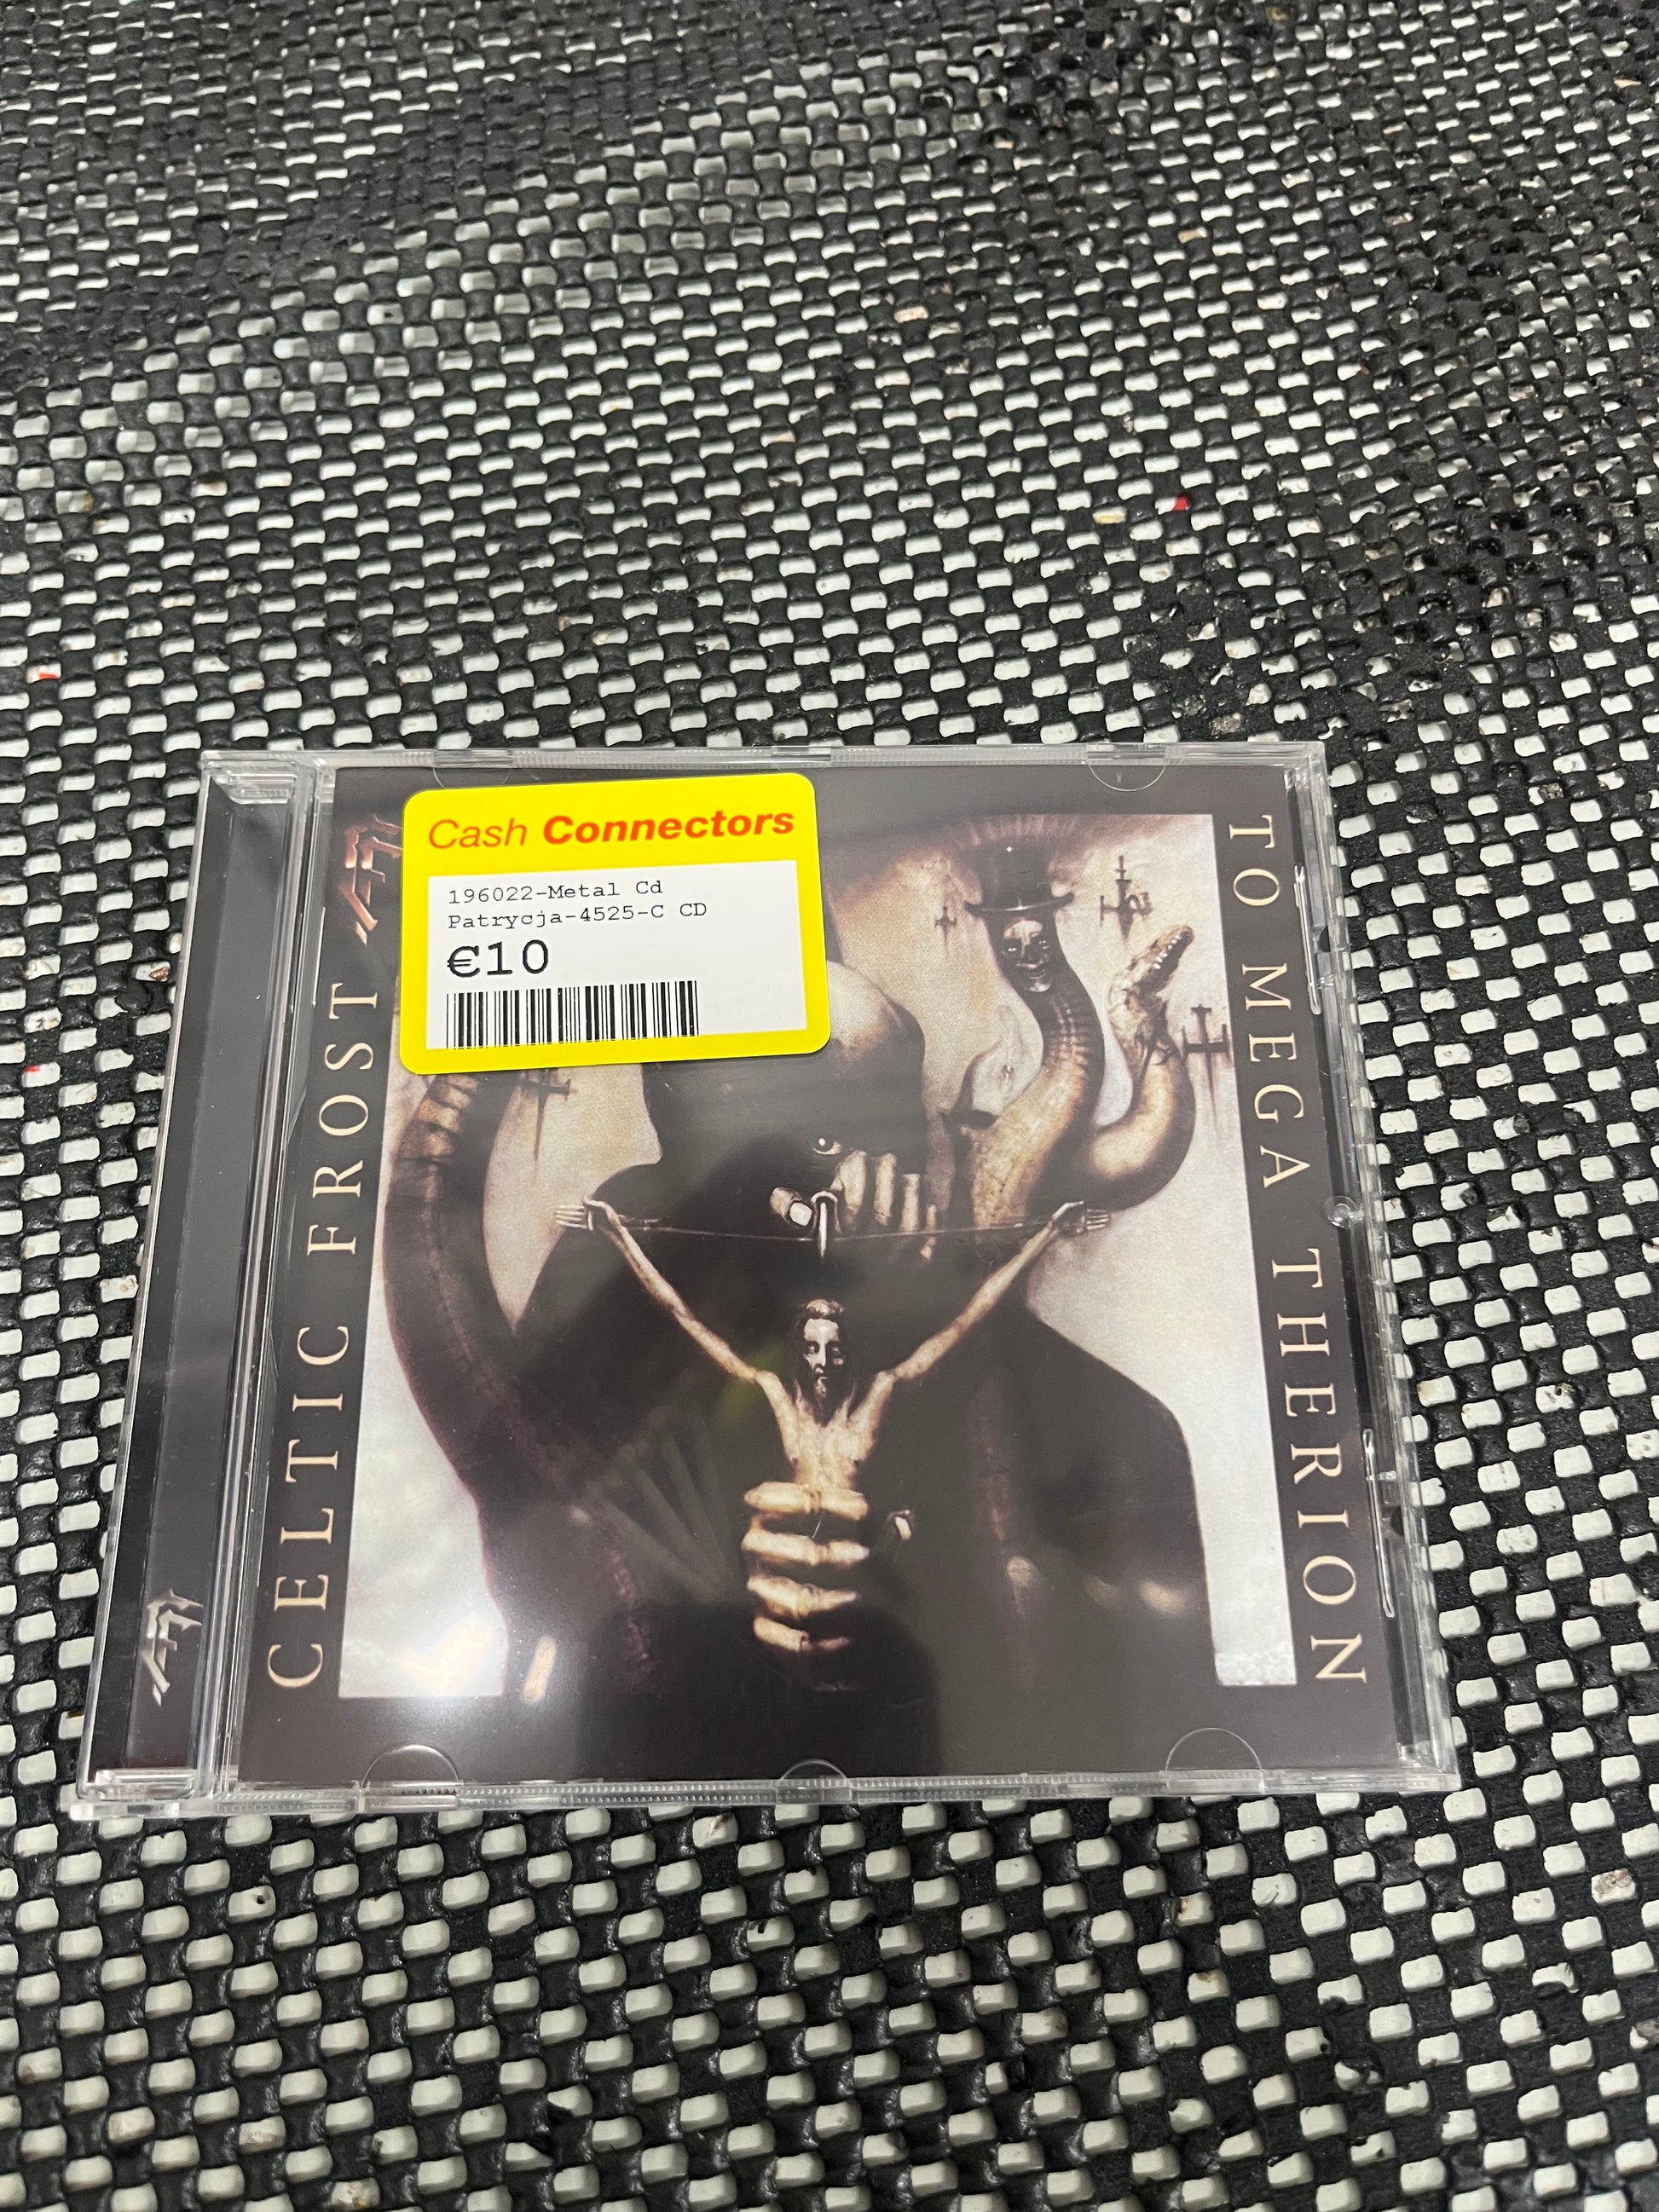 Cash Connectors
196022-Metal Cd
Patrycja-4525-C CD
€10
CELTIC FROST
TO MEGA THERION